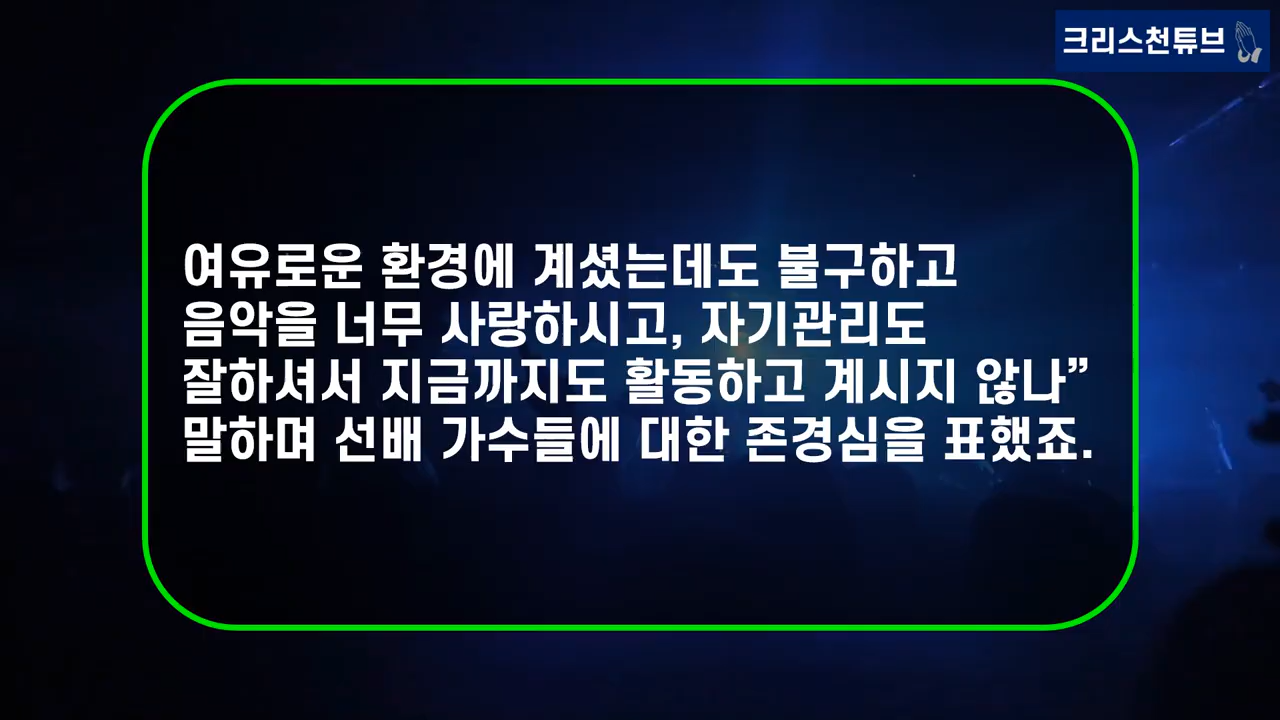 크리스천튜브
여유로운 환경에 계셨는데도 불구하고
음악을 너무 사랑하시고, 자기관리도
잘하셔서 지금까지도 활동하고 계시지 않나”
말하며 선배 가수들에 대한 존경심을 표했죠.